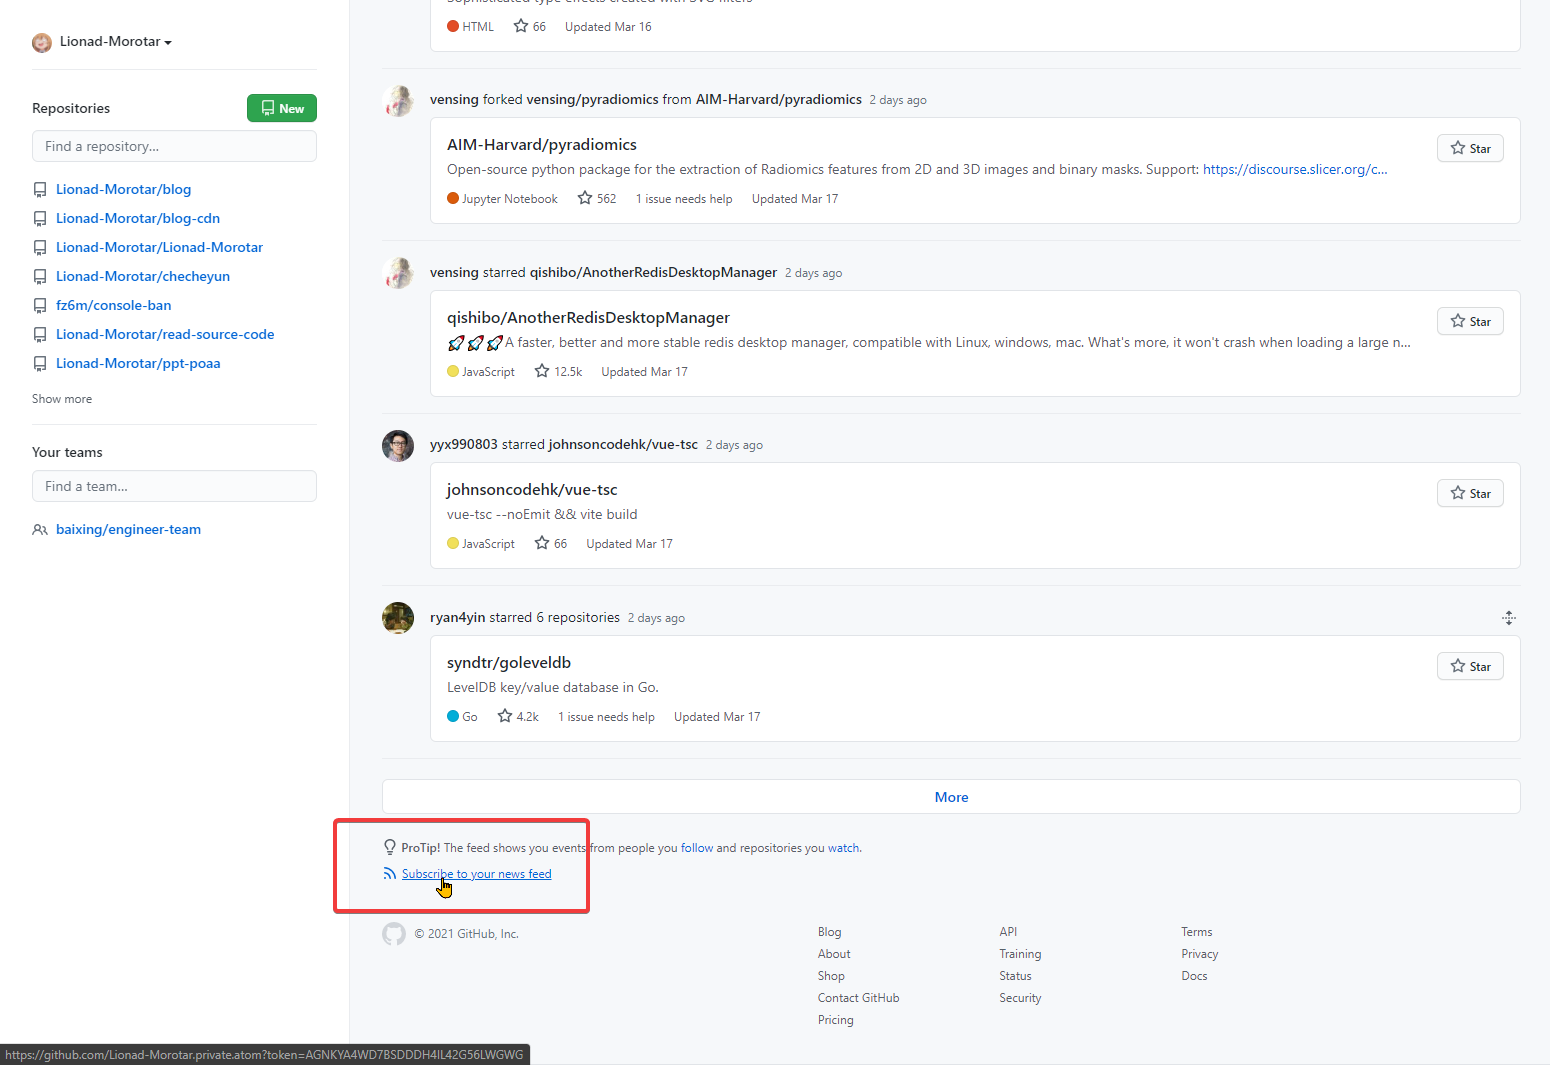 Lionad-Morotar
Repositories
New
Find a repository...
Lionad-Morotar/blog
Lionad-Morotar/blog-cdn
Lionad-Morotar/Lionad-Morotar
Lionad-Morotar/checheyun
fz6m/console-ban
Lionad-Morotar/read-source-code
Lionad-Morotar/ppt-poaa
Show more
Your teams
Find a team...
baixing/engineer-team
Sophisticated type effects created with SVG filters
HTML 66 Updated Mar 16
vensing forked vensing/pyradiomics from AIM-Harvard/pyradiomics 2 days ago
AIM-Harvard/pyradiomics
Star
Open-source python package for the extraction of Radiomics features from 2D and 3D images and binary masks. Support: https://discourse.slicer.org/c...
Jupyter Notebook 562 1 issue needs help Updated Mar 17
vensing starred qishibo/AnotherRedisDesktopManager 2 days ago
qishibo/AnotherRedisDesktopManager
Star
🚀🚀🚀A faster, better and more stable redis desktop manager, compatible with Linux, windows, mac. What's more, it won't crash when loading a large n...
JavaScript 12.5k Updated Mar 17
yyx990803 starred johnsoncodehk/vue-tsc 2 days ago
johnsoncodehk/vue-tsc
Star
vue-tsc --noEmit && vite build
JavaScript 66 Updated Mar 17
ryan4yin starred 6 repositories 2 days ago
syndtr/goleveldb
Star
LevelDB key/value database in Go.
Go 4.2k 1 issue needs help Updated Mar 17
More
ProTip! The feed shows you events from people you follow and repositories you watch.
Subscribe to your news feed
© 2021 GitHub, Inc.
Blog
About
Shop
Contact GitHub
Pricing
API
Training
Status
Security
Terms
Privacy
Docs
https://github.com/Lionad-Morotar.private.atom?token=AGNKYA4WD7BSDDDH4IL42G56LWGWG